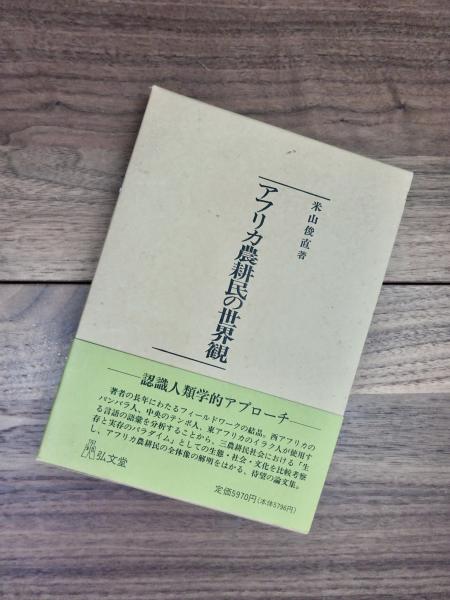 米山俊直著
アフリカ農耕民の世界観
認識人類学的アプローチ
著者の長年にわたるフィールドワークの結晶。西アフリカの
バンバラ人、中央のテンボ人、東アフリカのイラク人が使用す
る言語の語彙を分析することから、三農耕民社会における「生
存と実存のパラダイム」としての生態・社会・文化を比較考察
し、アフリカ農耕民の全体像の解明をはかる、待望の論文集。
弘文堂
定価5970円(本体5796円)